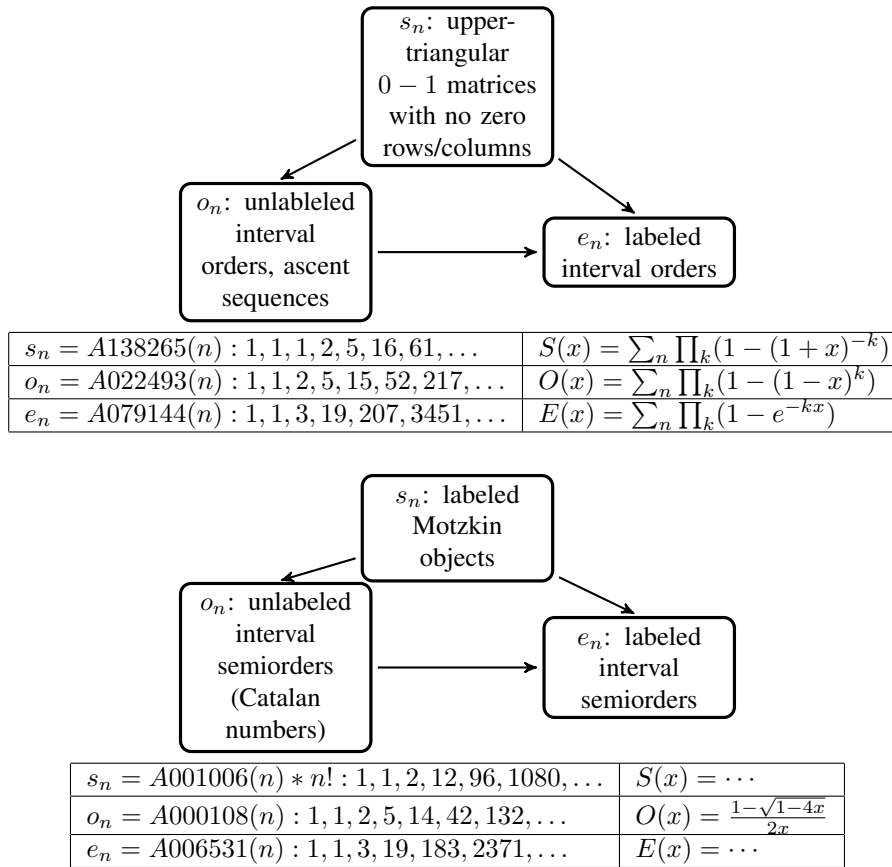 s_n: upper-
triangular
0 − 1 matrices
with no zero
rows/columns
o_n: unlableled
interval
orders, ascent
sequences
e_n: labeled
interval orders
s_n = A138265(n) : 1, 1, 1, 2, 5, 16, 61, . . . S(x) = ∑_n ∏_k(1 − (1 + x)^{−k})
o_n = A022493(n) : 1, 1, 2, 5, 15, 52, 217, . . . O(x) = ∑_n ∏_k(1 − (1 − x)^k)
e_n = A079144(n) : 1, 1, 3, 19, 207, 3451, . . . E(x) = ∑_n ∏_k(1 − e^{−kx})
s_n: labeled
Motzkin
objects
o_n: unlabeled
interval
semiorders
(Catalan
numbers)
e_n: labeled
interval
semiorders
s_n = A001006(n) ∗ n! : 1, 1, 2, 12, 96, 1080, . . . S(x) = · · ·
o_n = A000108(n) : 1, 1, 2, 5, 14, 42, 132, . . . O(x) = \frac{1−\sqrt{1−4x}}{2x}
e_n = A006531(n) : 1, 1, 3, 19, 183, 2371, . . . E(x) = · · ·